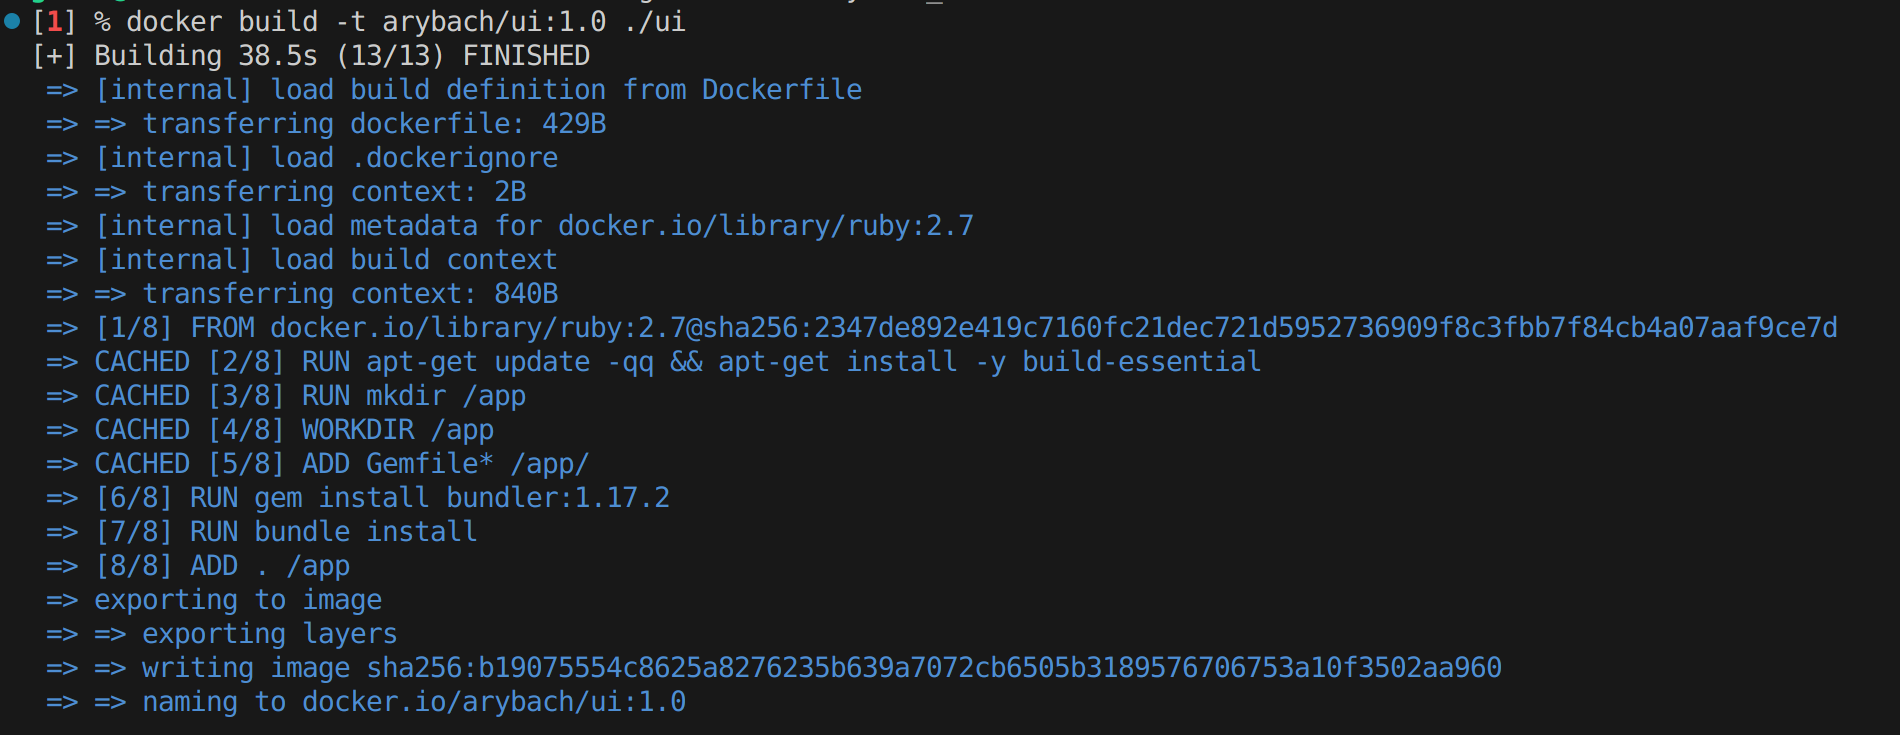 [1] % docker build -t arybach/ui:1.0 ./ui
[+] Building 38.5s (13/13) FINISHED
=> [internal] load build definition from Dockerfile
=> => transferring dockerfile: 429B
=> [internal] load .dockerignore
=> => transferring context: 2B
=> [internal] load metadata for docker.io/library/ruby:2.7
=> [internal] load build context
=> => transferring context: 840B
=> [1/8] FROM docker.io/library/ruby:2.7@sha256:2347de892e419c7160fc21dec721d5952736909f8c3fbb7f84cb4a07aaf9ce7d
=> CACHED [2/8] RUN apt-get update -qq && apt-get install -y build-essential
=> CACHED [3/8] RUN mkdir /app
=> CACHED [4/8] WORKDIR /app
=> CACHED [5/8] ADD Gemfile* /app/
=> [6/8] RUN gem install bundler:1.17.2
=> [7/8] RUN bundle install
=> [8/8] ADD . /app
=> exporting to image
=> => exporting layers
=> => writing image sha256:b19075554c8625a8276235b639a7072cb6505b3189576706753a10f3502aa960
=> => naming to docker.io/arybach/ui:1.0